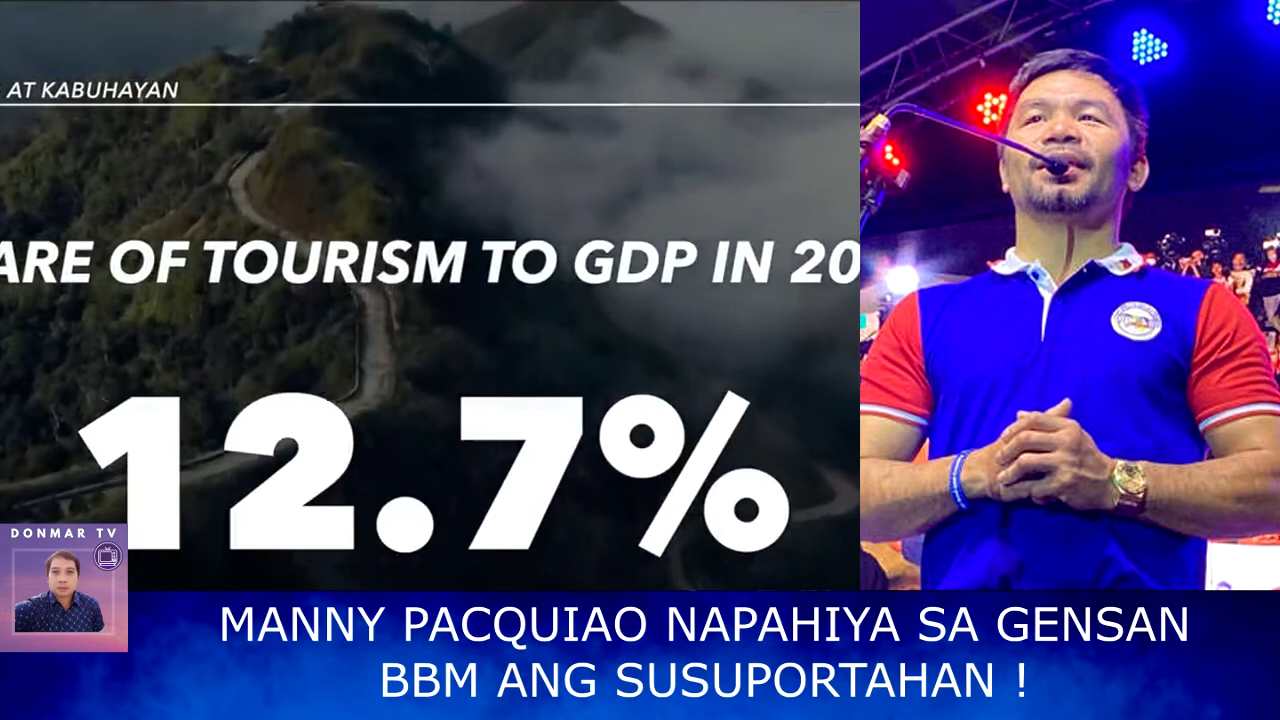 AT KABUHAYAN
ARE OF TOURISM TO GDP IN 20
12.7%
DONMAR TV
MANNY PACQUIAO NAPAHIYA SA GENSAN
BBM ANG SUSUPORTAHAN !